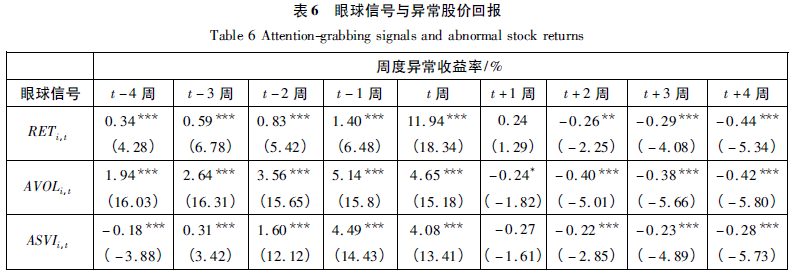 表6 眼球信号与异常股价回报
Table 6 Attention-grabbing signals and abnormal stock returns
周度异常收益率/%
眼球信号 t-4 周 t-3 周 t-2 周 t-1 周 t周 t+1 周 t+2 周 t+3 周 t+4 周
RETi,t 0.34*** 0.59*** 0.83*** 1.40*** 11.94*** 0.24 -0.26** -0.29*** -0.44***
(4.28) (6.78) (5.42) (6.48) (18.34) (1.29) (-2.25) (-4.08) (-5.34)
AVOLi,t 1.94*** 2.64*** 3.56*** 5.14*** 4.65*** -0.24* -0.40*** -0.38*** -0.42***
(16.03) (16.31) (15.65) (15.8) (15.18) (-1.82) (-5.01) (-5.66) (-5.80)
ASVIi,t -0.18*** 0.31*** 1.60*** 4.49*** 4.08*** -0.27 -0.22*** -0.23*** -0.28***
(-3.88) (3.42) (12.12) (14.43) (13.41) (-1.61) (-2.85) (-4.89) (-5.73)